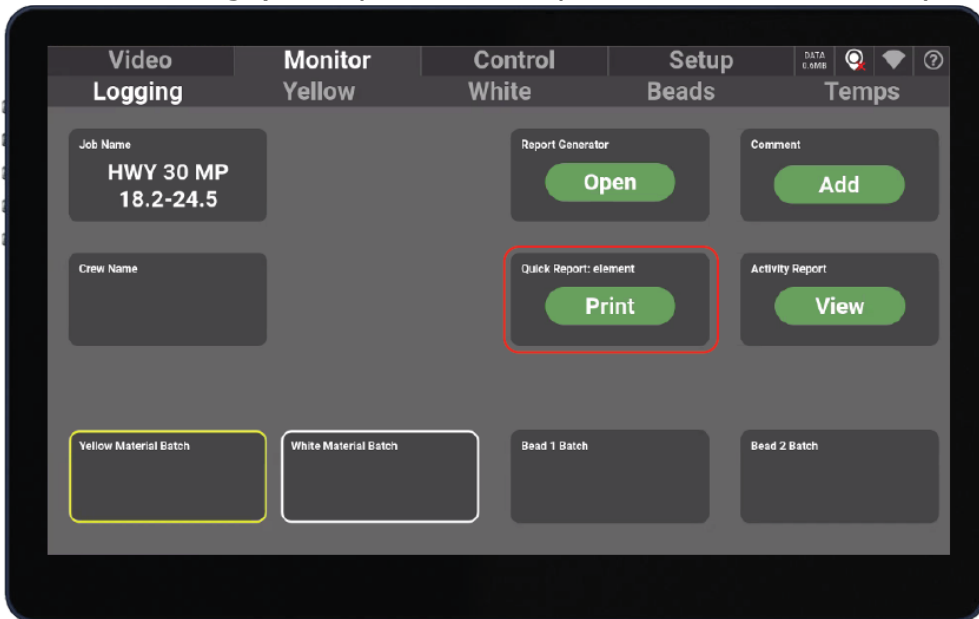 Video Monitor Control Setup DATA 0.6MB ?
Logging Yellow White Beads Temps
Job Name
HWY 30 MP
18.2-24.5
Report Generator
Open
Comment
Add
Crew Name
Quick Report: element
Print
Activity Report
View
Yellow Material Batch
White Material Batch
Bead 1 Batch
Bead 2 Batch